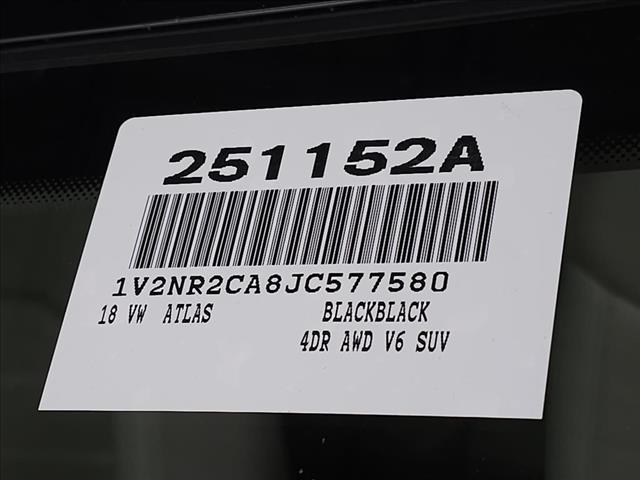 251152A
1V2NR2CA8JC577580
18 VW ATLAS BLACKBLACK
4DR AWD V6 SUV